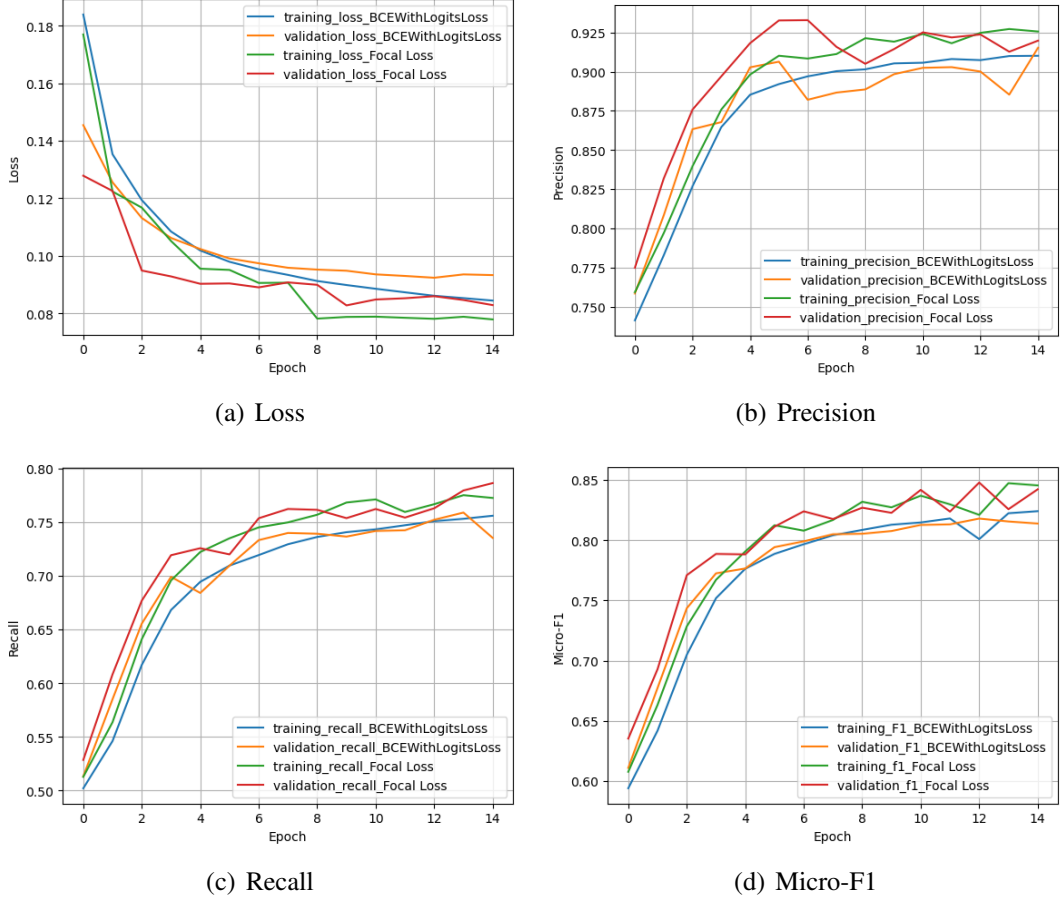 0.18
0.16
0.14
0.12
0.10
0.08
Loss
0 2 4 6 8 10 12 14
Epoch
training_loss_BCEWithLogitsLoss
validation_loss_BCEWithLogitsLoss
training_loss_Focal Loss
validation_loss_Focal Loss
(a) Loss
0.925
0.900
0.875
0.850
0.825
0.800
0.775
0.750
Precision
0 2 4 6 8 10 12 14
Epoch
training_precision_BCEWithLogitsLoss
validation_precision_BCEWithLogitsLoss
training_precision_Focal Loss
validation_precision_Focal Loss
(b) Precision
0.80
0.75
0.70
0.65
0.60
0.55
0.50
Recall
0 2 4 6 8 10 12 14
Epoch
training_recall_BCEWithLogitsLoss
validation_recall_BCEWithLogitsLoss
training_recall_Focal Loss
validation_recall_Focal Loss
(c) Recall
0.85
0.80
0.75
0.70
0.65
0.60
Micro-F1
0 2 4 6 8 10 12 14
Epoch
training_F1_BCEWithLogitsLoss
validation_F1_BCEWithLogitsLoss
training_f1_Focal Loss
validation_f1_Focal Loss
(d) Micro-F1